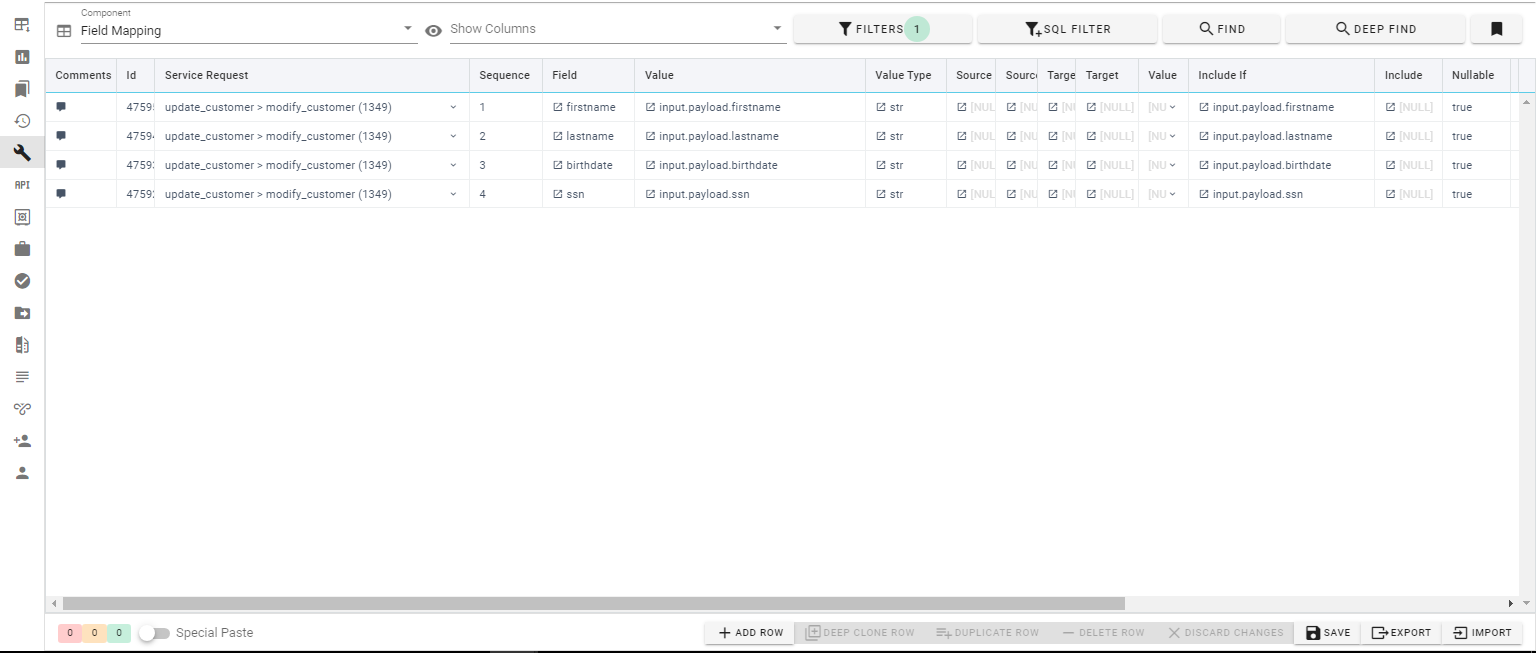 Component
Field Mapping
Show Columns
FILTERS 1
SQL FILTER
FIND
DEEP FIND
Comments Id Service Request Sequence Field Value Value Type Source Sourc Targe Target Value Include If Include Nullable
4759 update_customer > modify_customer (1349) 1 firstname input.payload.firstname str [NUL [NU [N [NULL] [NU input.payload.firstname [NULL] true
4759 update_customer > modify_customer (1349) 2 lastname input.payload.lastname str [NUL [NU [N [NULL] [NU input.payload.lastname [NULL] true
4759 update_customer > modify_customer (1349) 3 birthdate input.payload.birthdate str [NUL [NU [N [NULL] [NU input.payload.birthdate [NULL] true
4759 update_customer > modify_customer (1349) 4 ssn input.payload.ssn str [NUL [NU [N [NULL] [NU input.payload.ssn [NULL] true
API
0 0 0 Special Paste ADD ROW DEEP CLONE ROW DUPLICATE ROW DELETE ROW DISCARD CHANGES SAVE EXPORT IMPORT